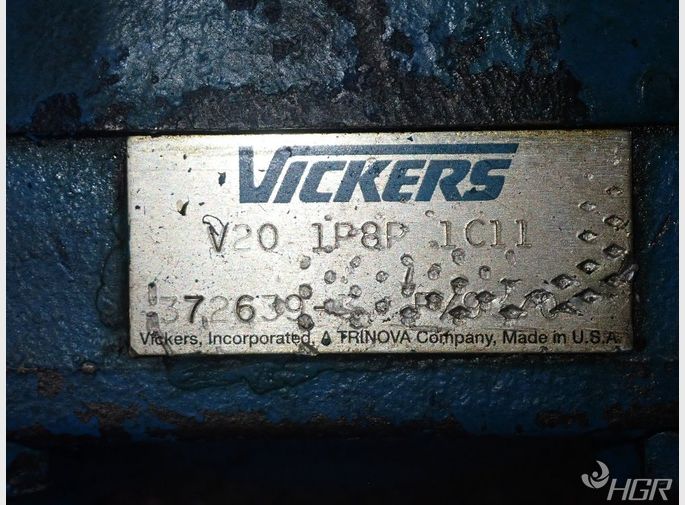 VICKERS
V20 1P8P 1C11
372639-
Vickers, Incorporated, A TRINOVA Company, Made in U.S.A.
HGR